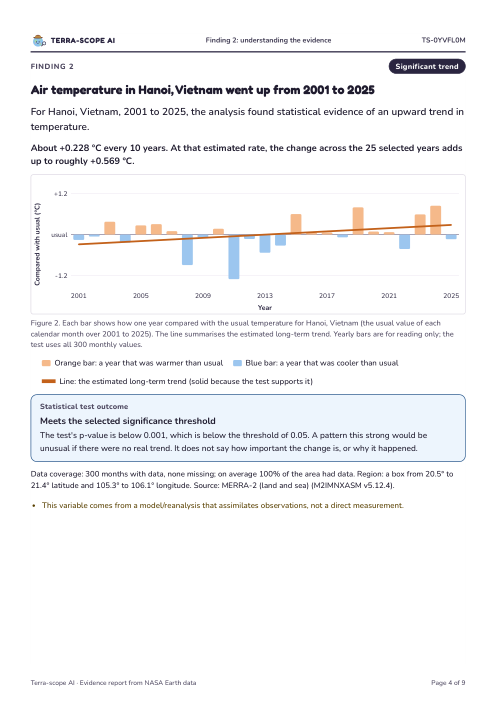 TERRA-SCOPE AI
Finding 2: understanding the evidence
TS-0YVFL0M
FINDING 2
Significant trend
Air temperature in Hanoi, Vietnam went up from 2001 to 2025
For Hanoi, Vietnam, 2001 to 2025, the analysis found statistical evidence of an upward trend in
temperature.
About +0.228 °C every 10 years. At that estimated rate, the change across the 25 selected years adds
up to roughly +0.569 °C.
Compared with usual (°C)
+1.2
usual
−1.2
2001 2005 2009 2013 2017 2021 2025
Year
Figure 2. Each bar shows how one year compared with the usual temperature for Hanoi, Vietnam (the usual value of each
calendar month over 2001 to 2025). The line summarises the estimated long-term trend. Yearly bars are for reading only; the
test uses all 300 monthly values.
Orange bar: a year that was warmer than usual
Blue bar: a year that was cooler than usual
Line: the estimated long-term trend (solid because the test supports it)
Statistical test outcome
Meets the selected significance threshold
The test's p-value is below 0.001, which is below the threshold of 0.05. A pattern this strong would be
unusual if there were no real trend. It does not say how important the change is, or why it happened.
Data coverage: 300 months with data, none missing; on average 100% of the area had data. Region: a box from 20.5° to
21.4° latitude and 105.3° to 106.1° longitude. Source: MERRA-2 (land and sea) (M2IMNXASM v5.12.4).
• This variable comes from a model/reanalysis that assimilates observations, not a direct measurement.
Terra-scope AI · Evidence report from NASA Earth data
Page 4 of 9